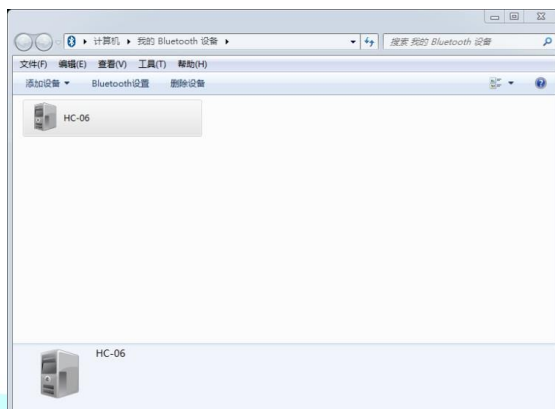 计算机 ▸ 我的 Bluetooth 设备 ▸ 搜索 我的 Bluetooth 设备
文件(F) 编辑(E) 查看(V) 工具(T) 帮助(H)
添加设备 Bluetooth设置 删除设备
HC-06
HC-06